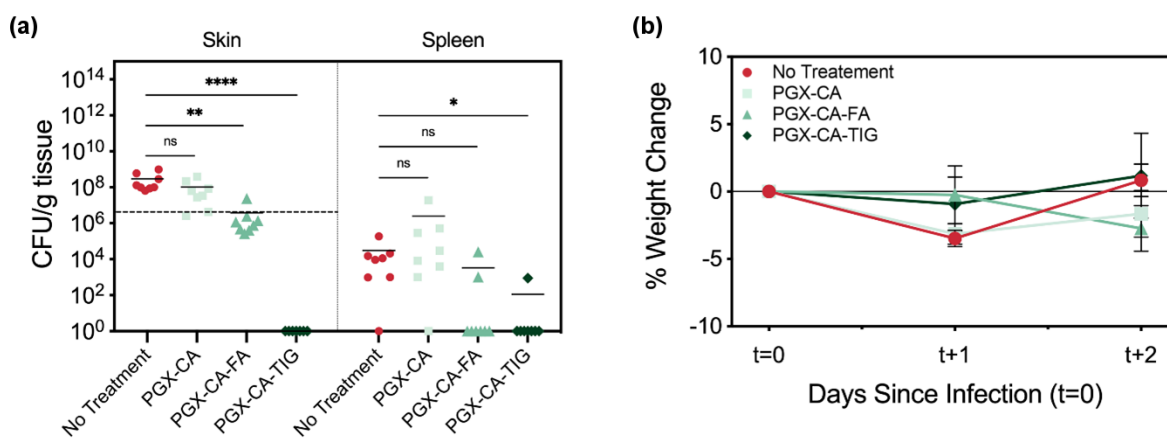 (a)
Skin
Spleen
CFU/g tissue
10^14
10^12
10^10
10^8
10^6
10^4
10^2
10^0
****
**
ns
*
ns
ns
No Treatment
PGX-CA
PGX-CA-FA
PGX-CA-TIG
No Treatment
PGX-CA
PGX-CA-FA
PGX-CA-TIG
(b)
% Weight Change
10
5
0
-5
-10
No Treatement
PGX-CA
PGX-CA-FA
PGX-CA-TIG
t=0
t+1
t+2
Days Since Infection (t=0)